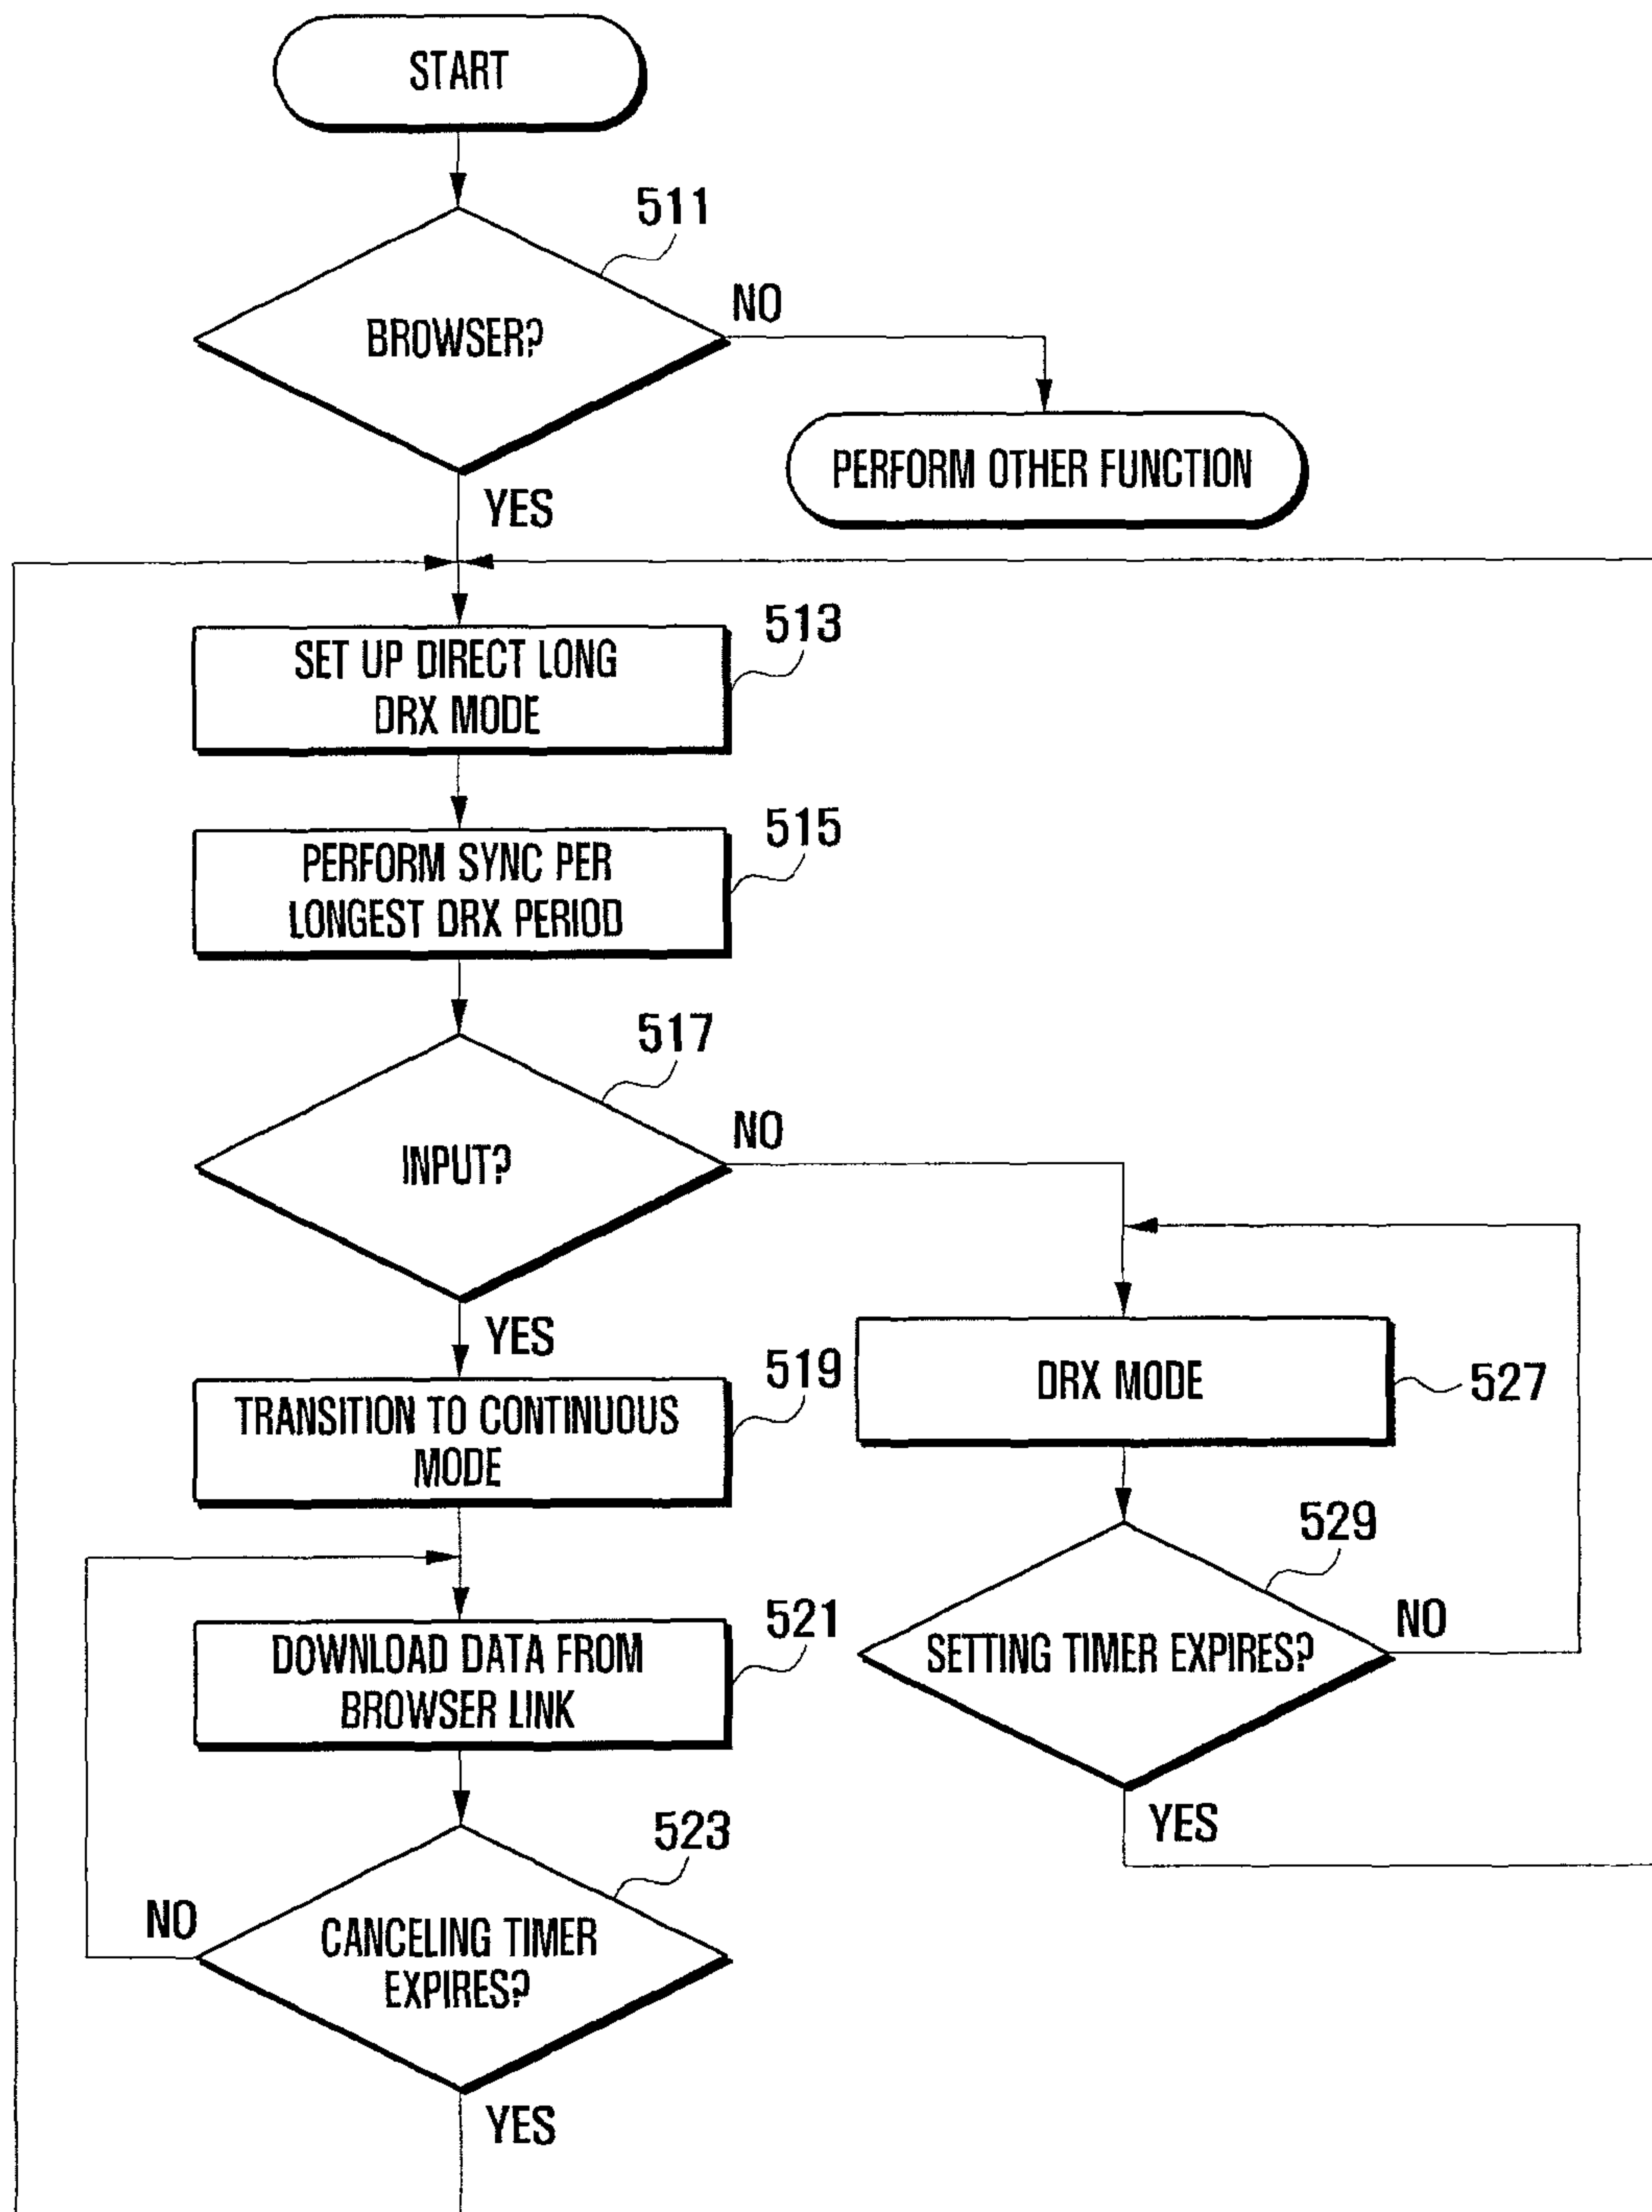 START
511
BROWSER?
NO
PERFORM OTHER FUNCTION
YES
513
SET UP DIRECT LONG
DRX MODE
515
PERFORM SYNC PER
LONGEST DRX PERIOD
517
INPUT?
NO
YES
519
TRANSITION TO CONTINUOUS
MODE
DRX MODE
527
529
SETTING TIMER EXPIRES?
NO
YES
521
DOWNLOAD DATA FROM
BROWSER LINK
523
CANCELING TIMER
EXPIRES?
NO
YES